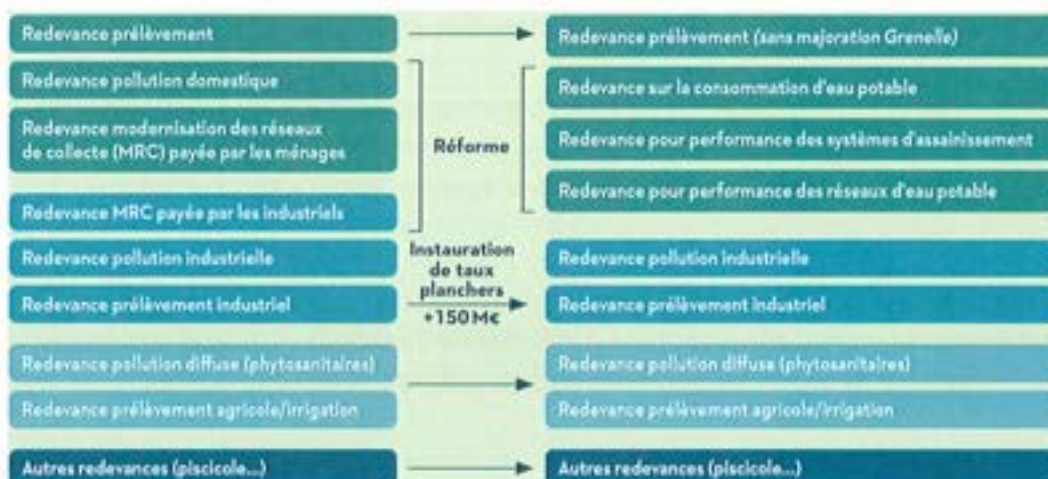 Redevance prélèvement
Redevance pollution domestique
Redevance modernisation des réseaux
de collecte (MRC) payée par les ménages
Redevance MRC payée par les industriels
Redevance pollution industrielle
Redevance prélèvement industriel
Redevance pollution diffuse (phytosanitaires)
Redevance prélèvement agricole/irrigation
Autres redevances (piscicole...)
Réforme
Instauration
de taux
planchers
+150 M€
Redevance prélèvement (sans majoration Grenelle)
Redevance sur la consommation d'eau potable
Redevance pour performance des systèmes d'assainissement
Redevance pour performance des réseaux d'eau potable
Redevance pollution industrielle
Redevance prélèvement industriel
Redevance pollution diffuse (phytosanitaires)
Redevance prélèvement agricole/irrigation
Autres redevances (piscicole...)